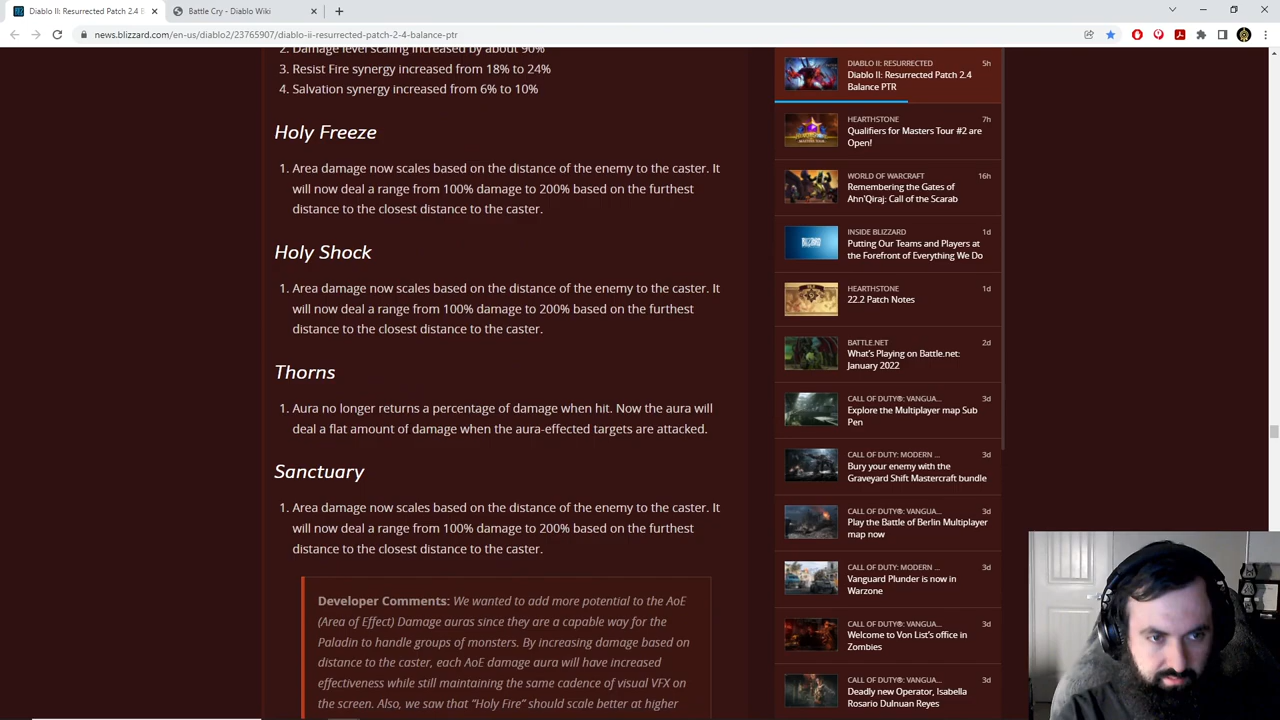 Diablo II: Resurrected Patch 2.4 B
Battle Cry - Diablo Wiki
news.blizzard.com/en-us/diablo2/23765907/diablo-ii-resurrected-patch-2-4-balance-ptr
2. Damage level scaling increased by about 90%
3. Resist Fire synergy increased from 18% to 24%
4. Salvation synergy increased from 6% to 10%
Holy Freeze
1. Area damage now scales based on the distance of the enemy to the caster. It
will now deal a range from 100% damage to 200% based on the furthest
distance to the closest distance to the caster.
Holy Shock
1. Area damage now scales based on the distance of the enemy to the caster. It
will now deal a range from 100% damage to 200% based on the furthest
distance to the closest distance to the caster.
Thorns
1. Aura no longer returns a percentage of damage when hit. Now the aura will
deal a flat amount of damage when the aura-effected targets are attacked.
Sanctuary
1. Area damage now scales based on the distance of the enemy to the caster. It
will now deal a range from 100% damage to 200% based on the furthest
distance to the closest distance to the caster.
Developer Comments: We wanted to add more potential to the AoE
(Area of Effect) Damage auras since they are a capable way for the
Paladin to handle groups of monsters. By increasing damage based on
distance to the caster, each AoE damage aura will have increased
effectiveness while still maintaining the same cadence of visual VFX on
the screen. Also, we saw that "Holy Fire" should scale better at higher
DIABLO II: RESURRECTED 5h
Diablo II: Resurrected Patch 2.4
Balance PTR
HEARTHSTONE 7h
Qualifiers for Masters Tour #2 are
Open!
WORLD OF WARCRAFT 16h
Remembering the Gates of
Ahn'Qiraj: Call of the Scarab
INSIDE BLIZZARD 1d
Putting Our Teams and Players at
the Forefront of Everything We Do
HEARTHSTONE 1d
22.2 Patch Notes
BATTLE.NET 2d
What's Playing on Battle.net:
January 2022
CALL OF DUTY®: VANGUA... 3d
Explore the Multiplayer map Sub
Pen
CALL OF DUTY: MODERN ... 3d
Bury your enemy with the
Graveyard Shift Mastercraft bundle
CALL OF DUTY®: VANGUA... 3d
Play the Battle of Berlin Multiplayer
map now
CALL OF DUTY: MODERN ... 3d
Vanguard Plunder is now in
Warzone
CALL OF DUTY®: VANGUA... 3d
Welcome to Von List's office in
Zombies
CALL OF DUTY®: VANGUA... 3d
Deadly new Operator, Isabella
Rosario Dulnuan Reyes